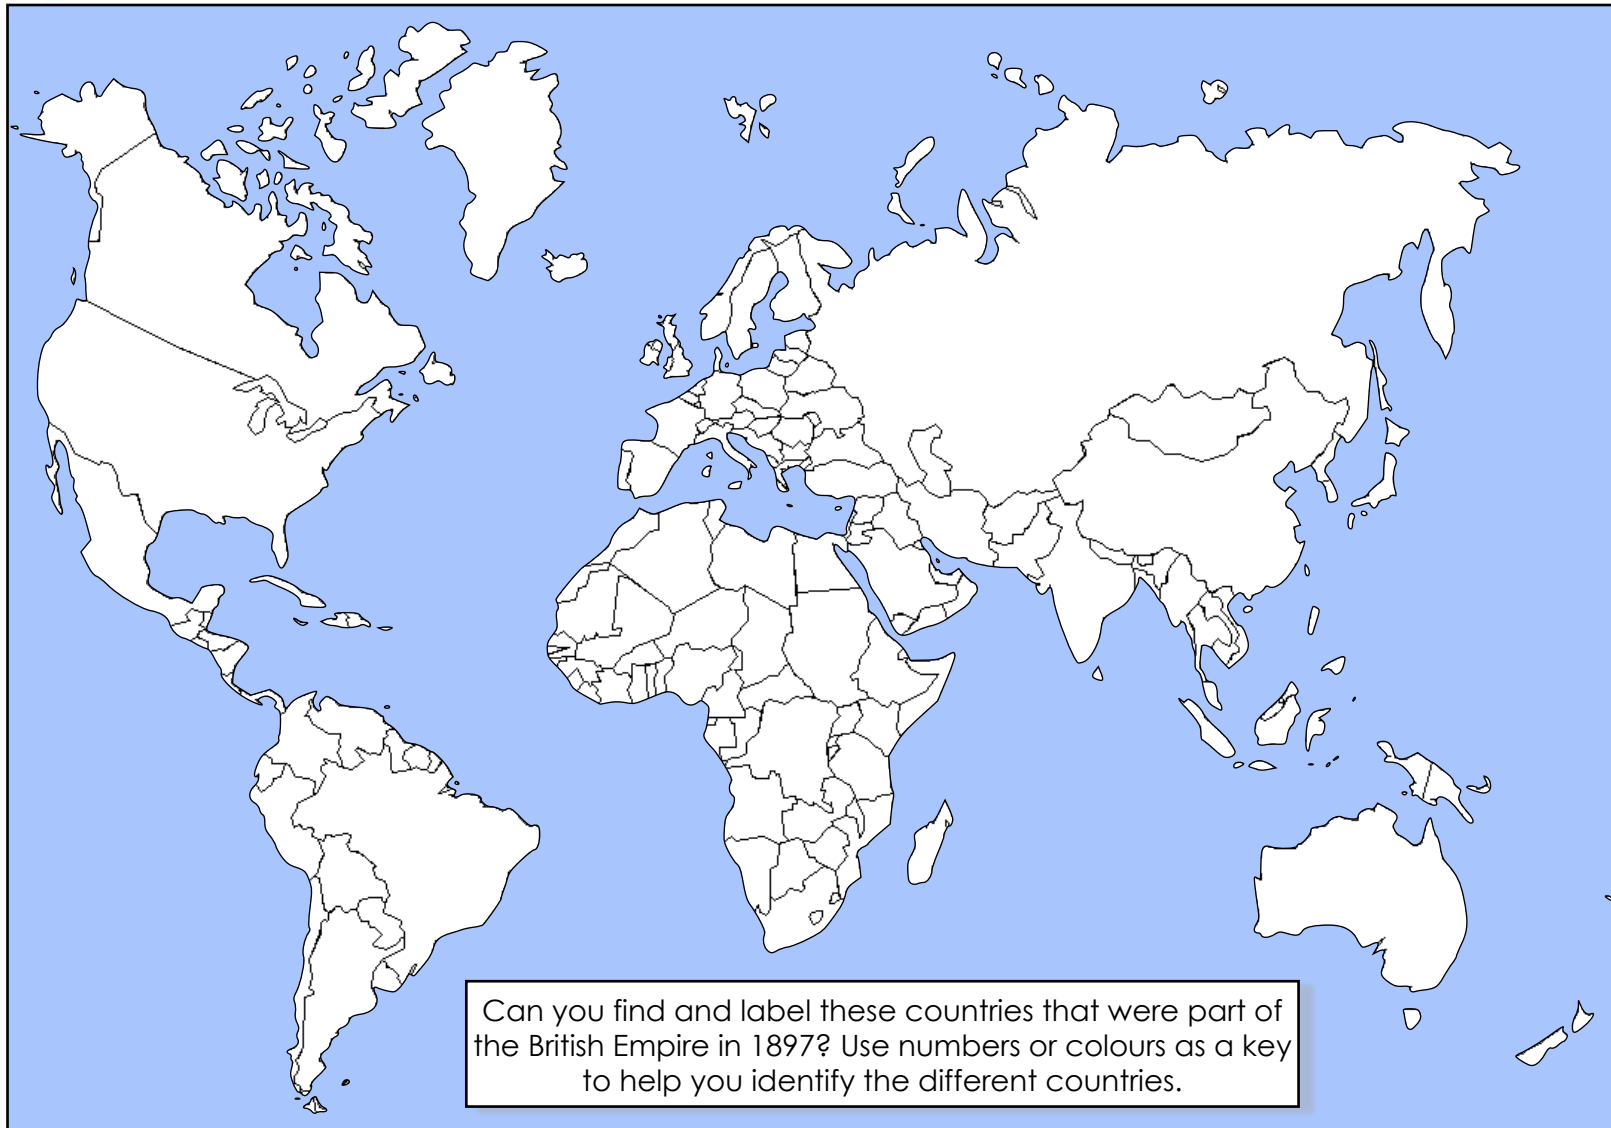 Can you find and label these countries that were part of
the British Empire in 1897? Use numbers or colours as a key
to help you identify the different countries.